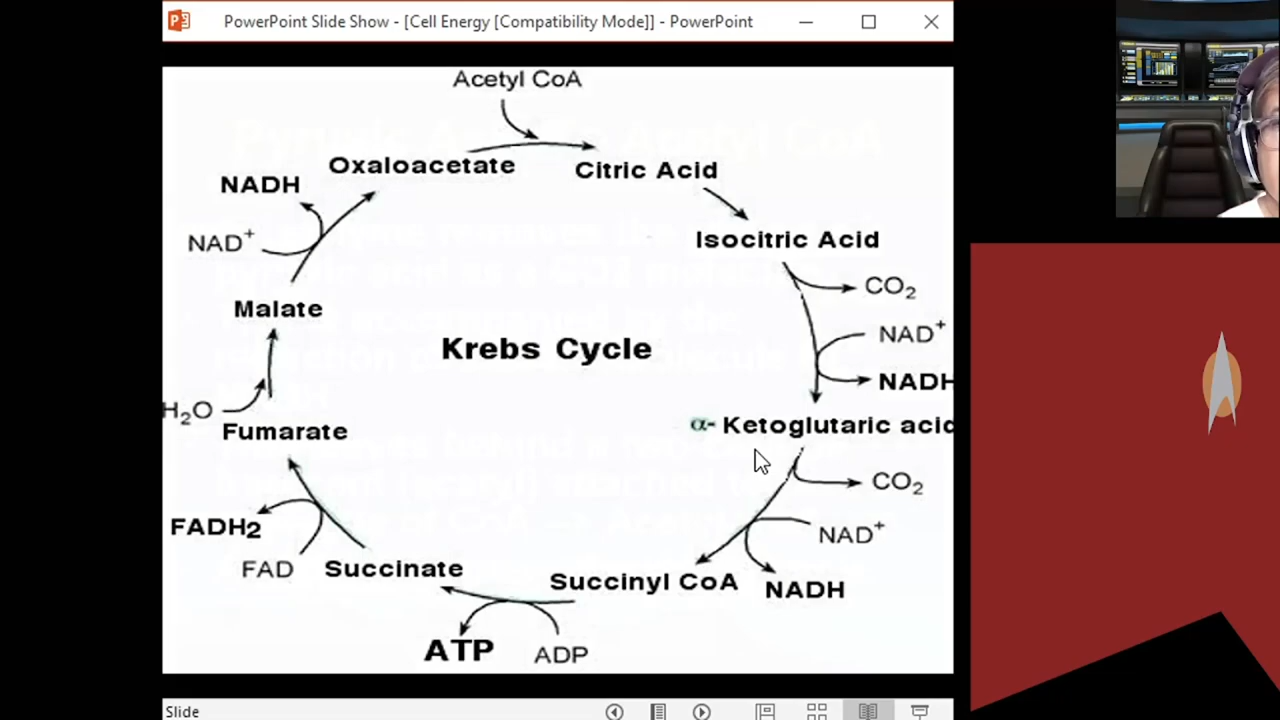 PowerPoint Slide Show - [Cell Energy [Compatibility Mode]] - PowerPoint
Acetyl CoA
Oxaloacetate
Citric Acid
NADH
NAD+
Isocitric Acid
CO2
Malate
NAD+
Krebs Cycle
NADH
H2O
Fumarate
α- Ketoglutaric acid
CO2
FADH2
NAD+
FAD
Succinate
Succinyl CoA
NADH
ATP
ADP
Slide